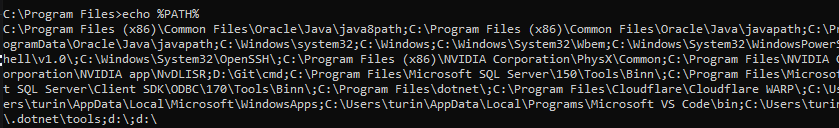 C:\Program Files>echo %PATH%
C:\Program Files (x86)\Common Files\Oracle\Java\java8path;C:\Program Files (x86)\Common Files\Oracle\Java\javapath;C:\Pr
ogramData\Oracle\Java\javapath;C:\Windows\system32;C:\Windows;C:\Windows\System32\Wbem;C:\Windows\System32\WindowsPowerS
hell\v1.0\;C:\Windows\System32\OpenSSH\;C:\Program Files (x86)\NVIDIA Corporation\PhysX\Common;C:\Program Files\NVIDIA C
orporation\NVIDIA app\NvDLISR;D:\Git\cmd;C:\Program Files\Microsoft SQL Server\150\Tools\Binn\;C:\Program Files\Microsof
t SQL Server\Client SDK\ODBC\170\Tools\Binn\;C:\Program Files\dotnet\;C:\Program Files\Cloudflare\Cloudflare WARP\;C:\Us
ers\turin\AppData\Local\Microsoft\WindowsApps;C:\Users\turin\AppData\Local\Programs\Microsoft VS Code\bin;C:\Users\turin
\.dotnet\tools;d:\;d:\